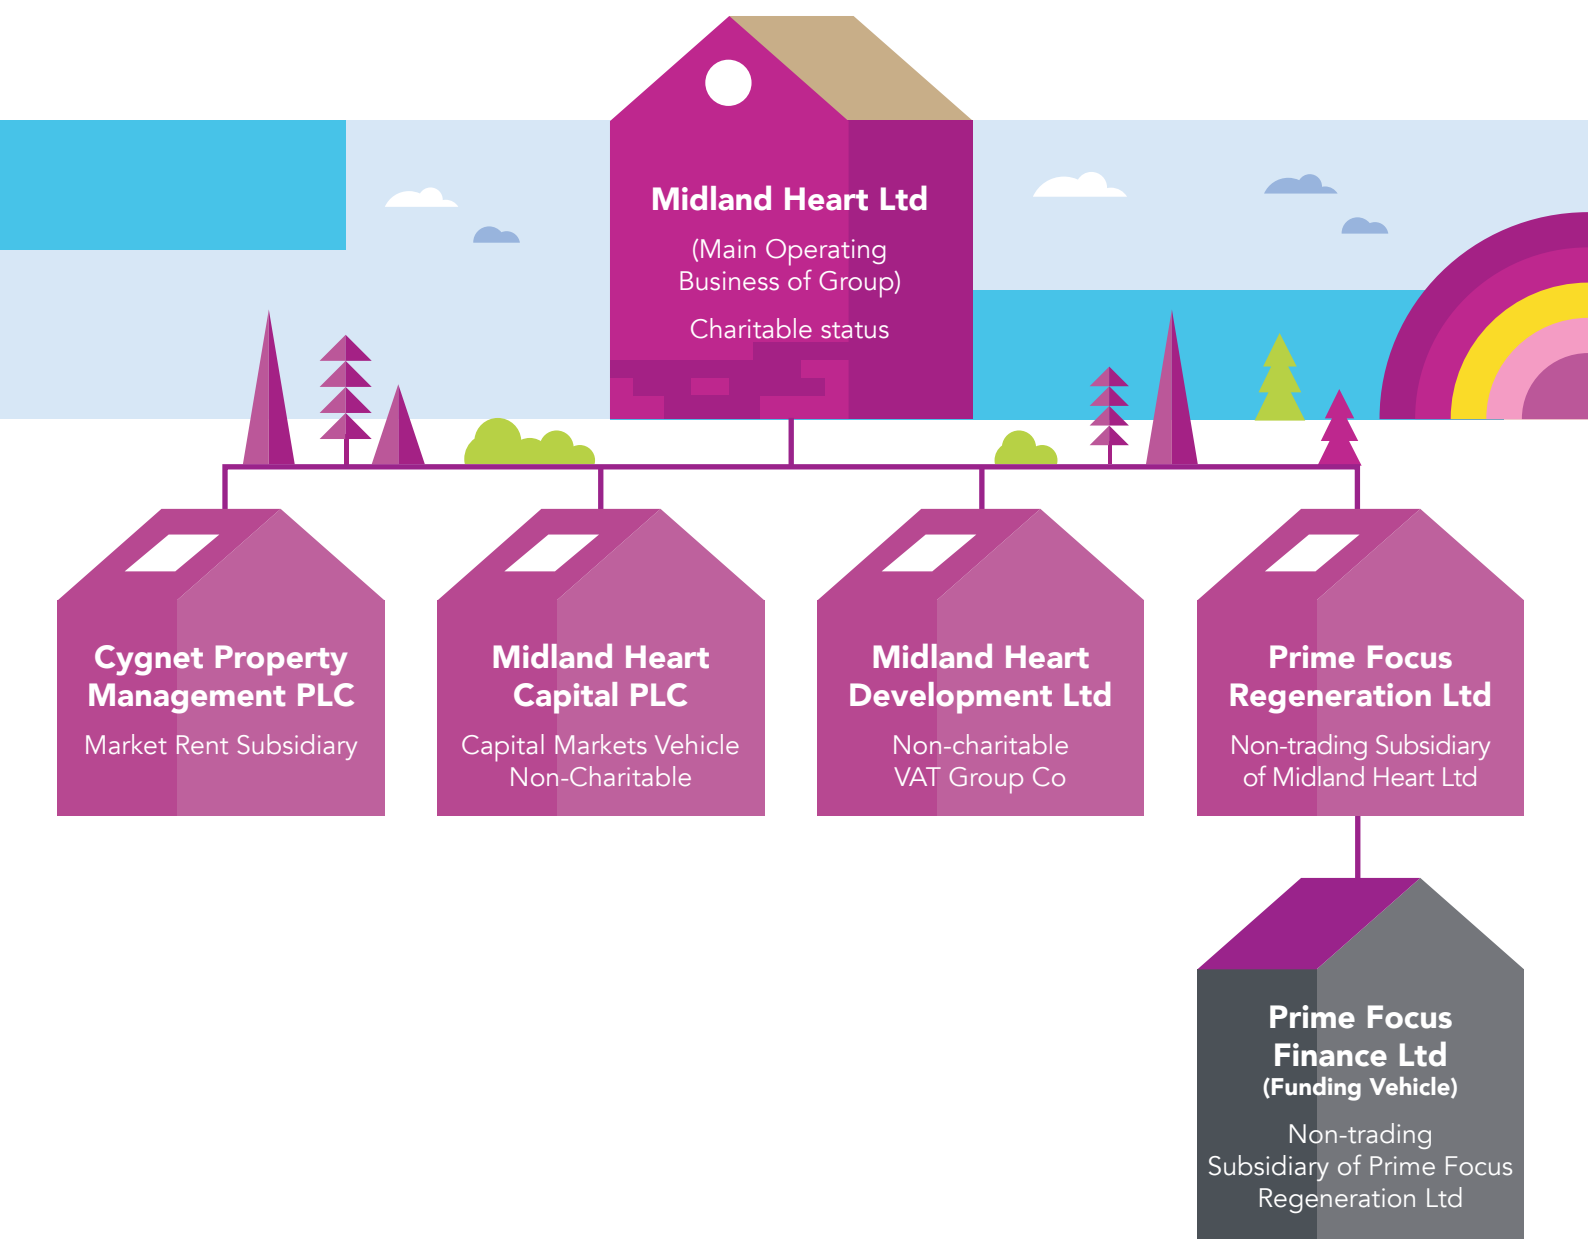 Midland Heart Ltd
(Main Operating
Business of Group)
Charitable status
Cygnet Property
Management PLC
Market Rent Subsidiary
Midland Heart
Capital PLC
Capital Markets Vehicle
Non-Charitable
Midland Heart
Development Ltd
Non-charitable
VAT Group Co
Prime Focus
Regeneration Ltd
Non-trading Subsidiary
of Midland Heart Ltd
Prime Focus
Finance Ltd
(Funding Vehicle)
Non-trading
Subsidiary of Prime Focus
Regeneration Ltd